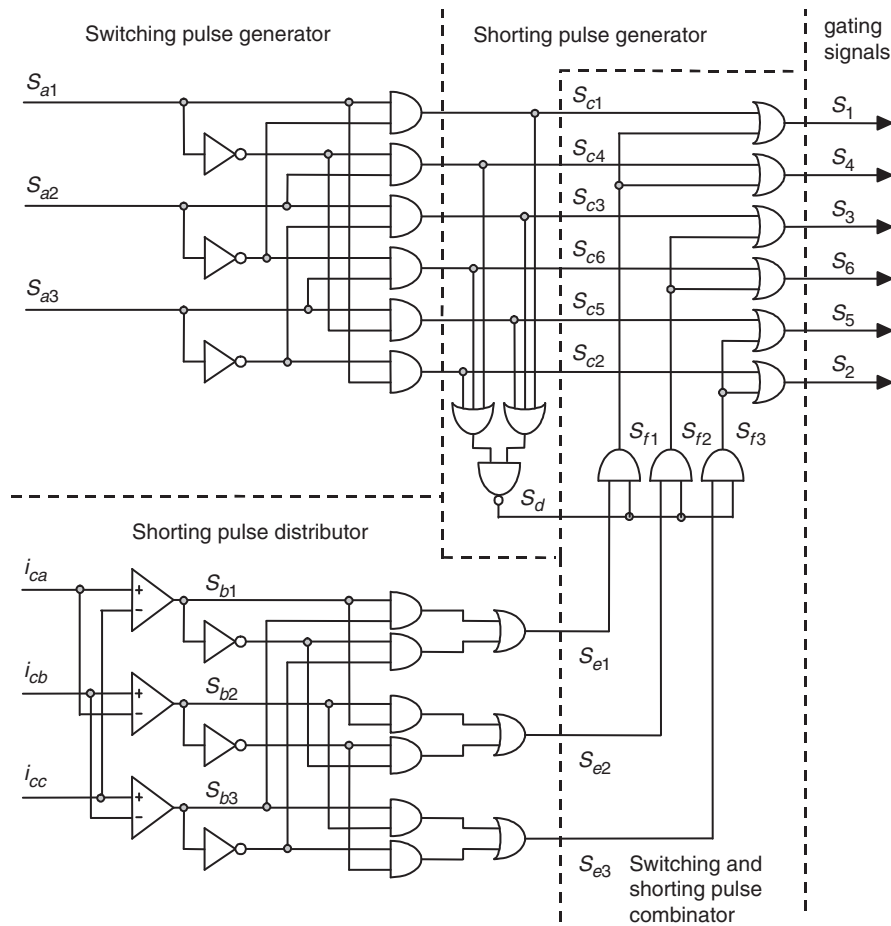 Switching pulse generator
Shorting pulse generator
gating
signals
Sa1
Sc1
S1
Sc4
S4
Sa2
Sc3
S3
Sc6
S6
Sa3
Sc5
S5
Sc2
S2
Sf1
Sf2
Sf3
Sd
Shorting pulse distributor
ica
+
−
Sb1
Se1
icb
+
−
Sb2
Se2
icc
+
−
Sb3
Se3
Switching and
shorting pulse
combinator